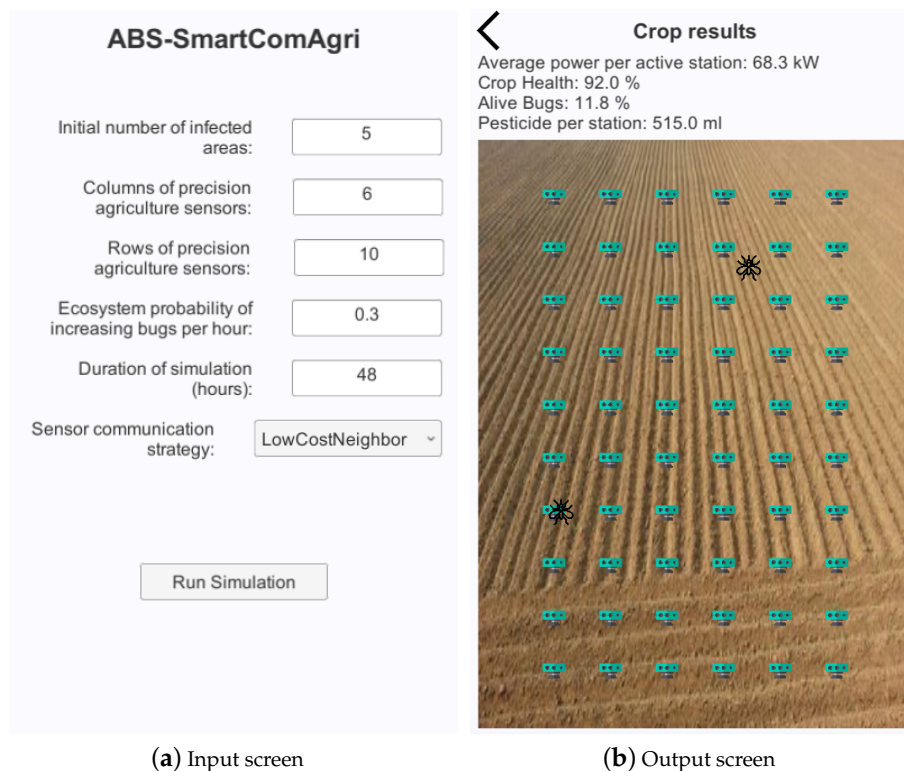 ABS-SmartComAgri
Initial number of infected
areas:
5
Columns of precision
agriculture sensors:
6
Rows of precision
agriculture sensors:
10
Ecosystem probability of
increasing bugs per hour:
0.3
Duration of simulation
(hours):
48
Sensor communication
strategy:
LowCostNeighbor
Run Simulation
(a) Input screen
Crop results
Average power per active station: 68.3 kW
Crop Health: 92.0 %
Alive Bugs: 11.8 %
Pesticide per station: 515.0 ml
(b) Output screen